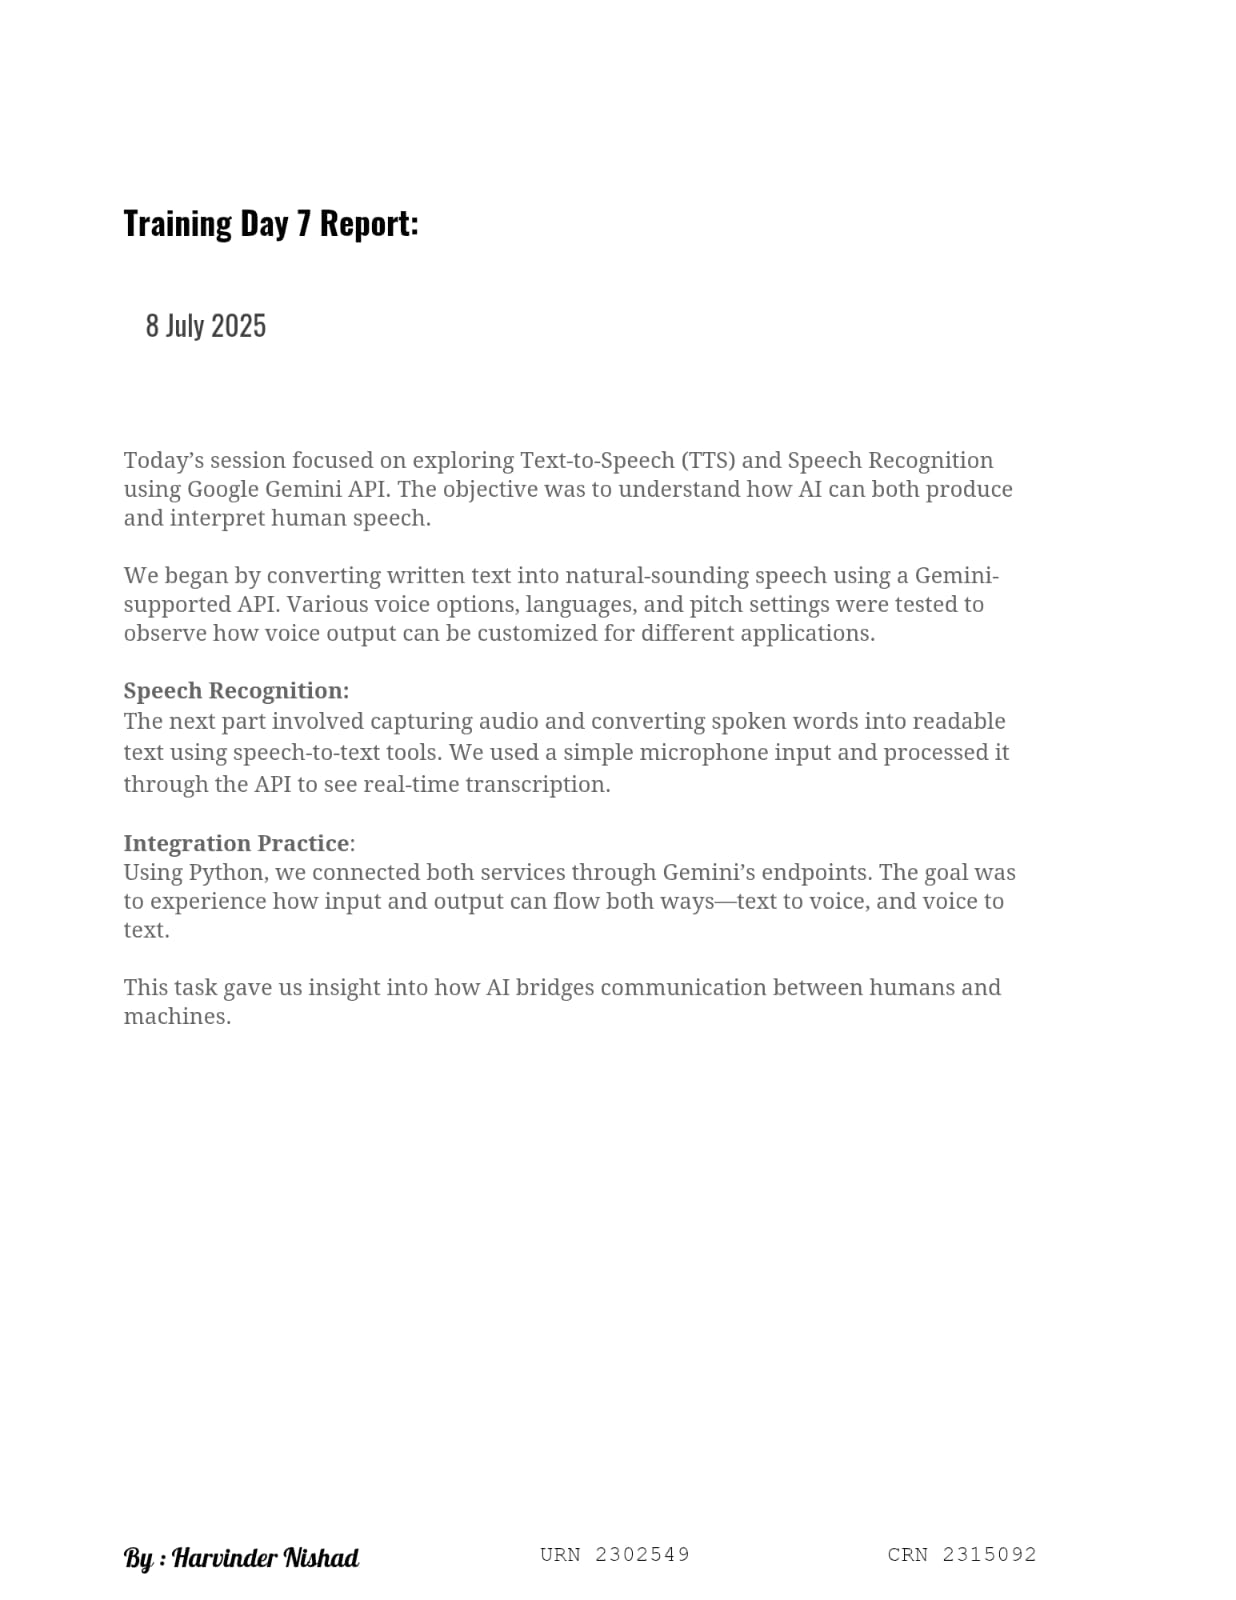 Training Day 7 Report:
8 July 2025
Today’s session focused on exploring Text-to-Speech (TTS) and Speech Recognition
using Google Gemini API. The objective was to understand how AI can both produce
and interpret human speech.
We began by converting written text into natural-sounding speech using a Gemini-
supported API. Various voice options, languages, and pitch settings were tested to
observe how voice output can be customized for different applications.
Speech Recognition:
The next part involved capturing audio and converting spoken words into readable
text using speech-to-text tools. We used a simple microphone input and processed it
through the API to see real-time transcription.
Integration Practice:
Using Python, we connected both services through Gemini’s endpoints. The goal was
to experience how input and output can flow both ways—text to voice, and voice to
text.
This task gave us insight into how AI bridges communication between humans and
machines.
By : Harvinder Nishad URN 2302549 CRN 2315092